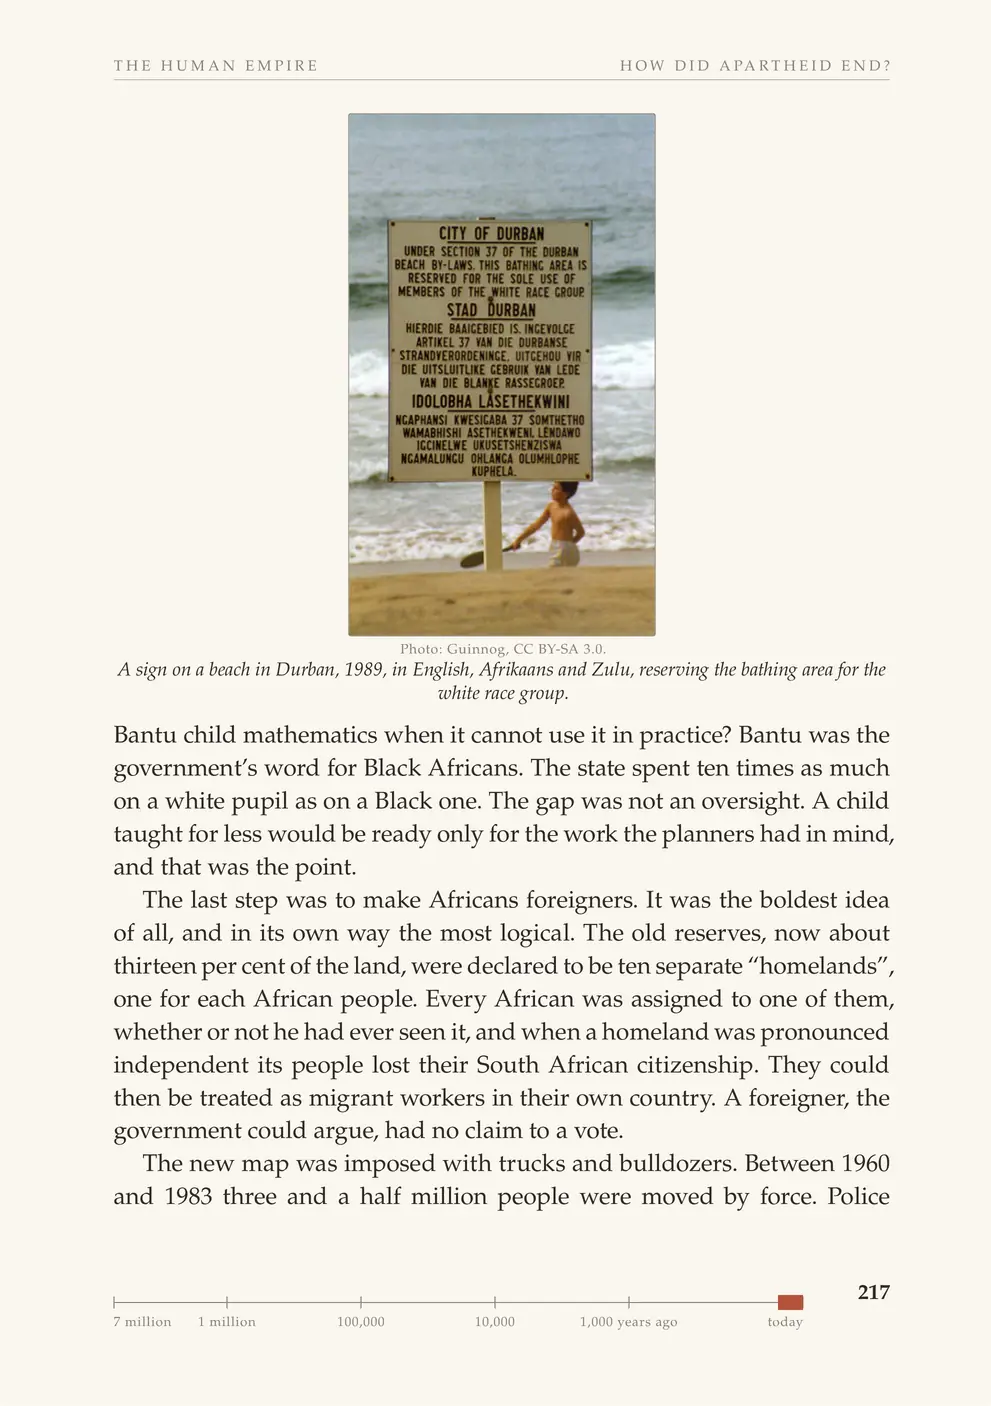 THE HUMAN EMPIRE
HOW DID APARTHEID END?
CITY OF DURBAN
UNDER SECTION 37 OF THE DURBAN
BEACH BY-LAWS. THIS BATHING AREA IS
RESERVED FOR THE SOLE USE OF
MEMBERS OF THE WHITE RACE GROUP.
STAD DURBAN
HIERDIE BAAIGEBIED IS, INGEVOLGE
ARTIKEL 37 VAN DIE DURBANSE
STRANDVERORDENINGE, UITGEHOU VIR
DIE UITSLUITLIKE GEBRUIK VAN LEDE
VAN DIE BLANKE RASSEGROEP.
IDOLOBHA LASETHEKWINI
NGAPHANSI KWESIGABA 37 SOMTHETHO
WAMABHISHI ASETHEKWENI, LENDAWO
IGCINELWE UKUSETSHENZISWA
NGAMALUNGU OHLANGA OLUMHLOPHE
KUPHELA.
Photo: Guinnog, CC BY-SA 3.0.
A sign on a beach in Durban, 1989, in English, Afrikaans and Zulu, reserving the bathing area for the
white race group.
Bantu child mathematics when it cannot use it in practice? Bantu was the
government’s word for Black Africans. The state spent ten times as much
on a white pupil as on a Black one. The gap was not an oversight. A child
taught for less would be ready only for the work the planners had in mind,
and that was the point.
The last step was to make Africans foreigners. It was the boldest idea
of all, and in its own way the most logical. The old reserves, now about
thirteen per cent of the land, were declared to be ten separate “homelands”,
one for each African people. Every African was assigned to one of them,
whether or not he had ever seen it, and when a homeland was pronounced
independent its people lost their South African citizenship. They could
then be treated as migrant workers in their own country. A foreigner, the
government could argue, had no claim to a vote.
The new map was imposed with trucks and bulldozers. Between 1960
and 1983 three and a half million people were moved by force. Police
217
7 million
1 million
100,000
10,000
1,000 years ago
today